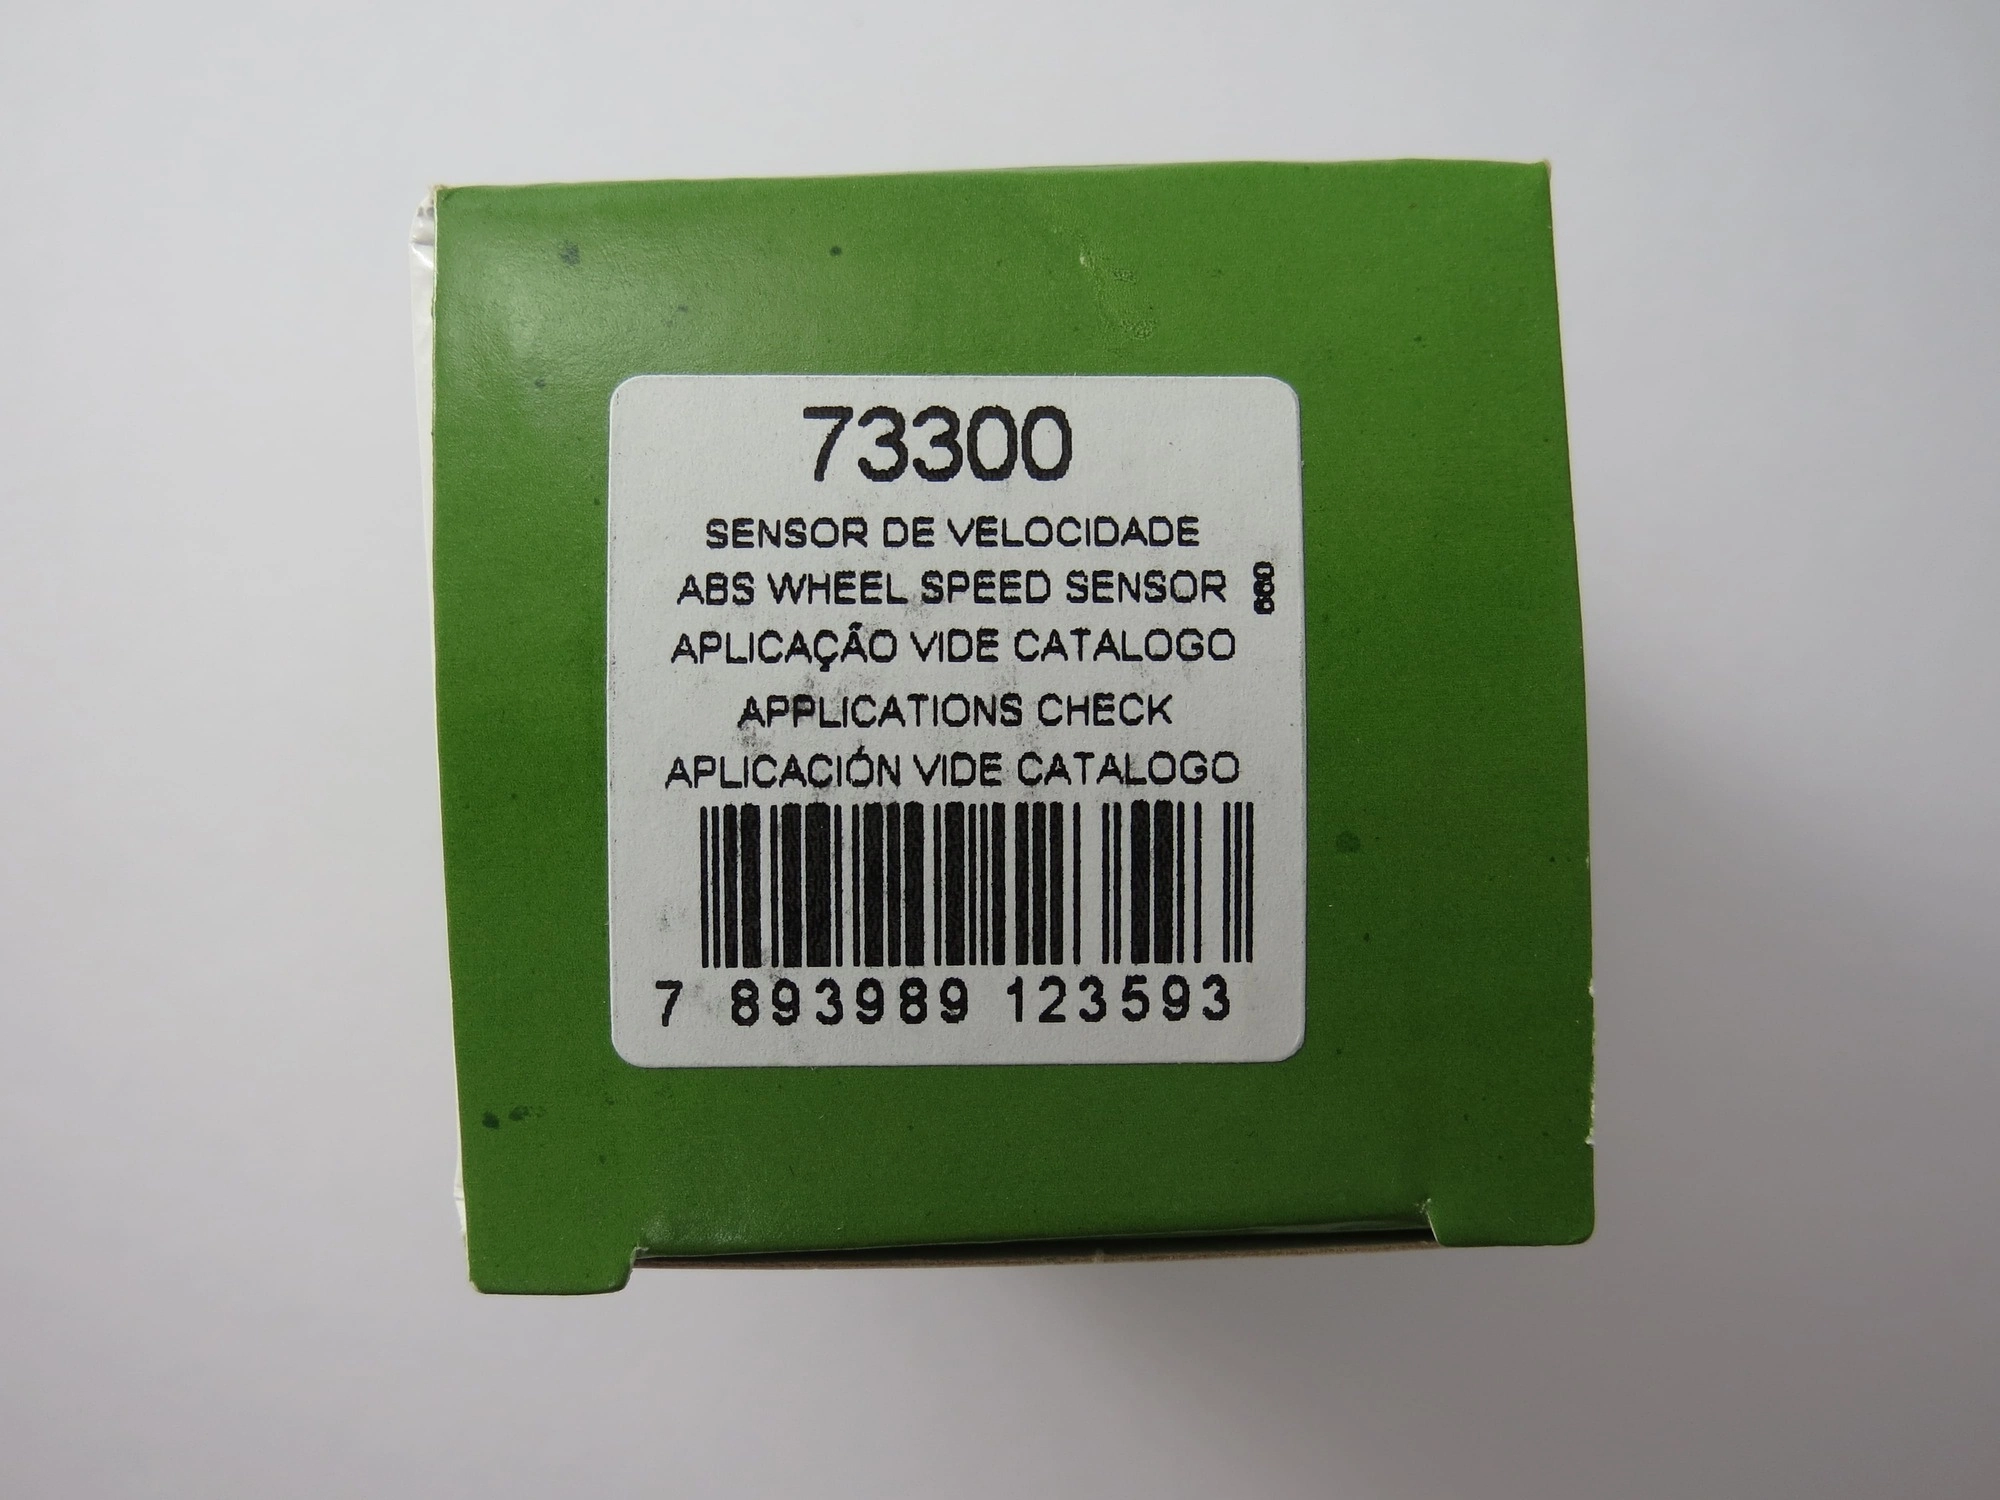 73300
SENSOR DE VELOCIDADE
ABS WHEEL SPEED SENSOR
APLICAÇÃO VIDE CATALOGO
APPLICATIONS CHECK
APLICACIÓN VIDE CATALOGO
7 893989 123593